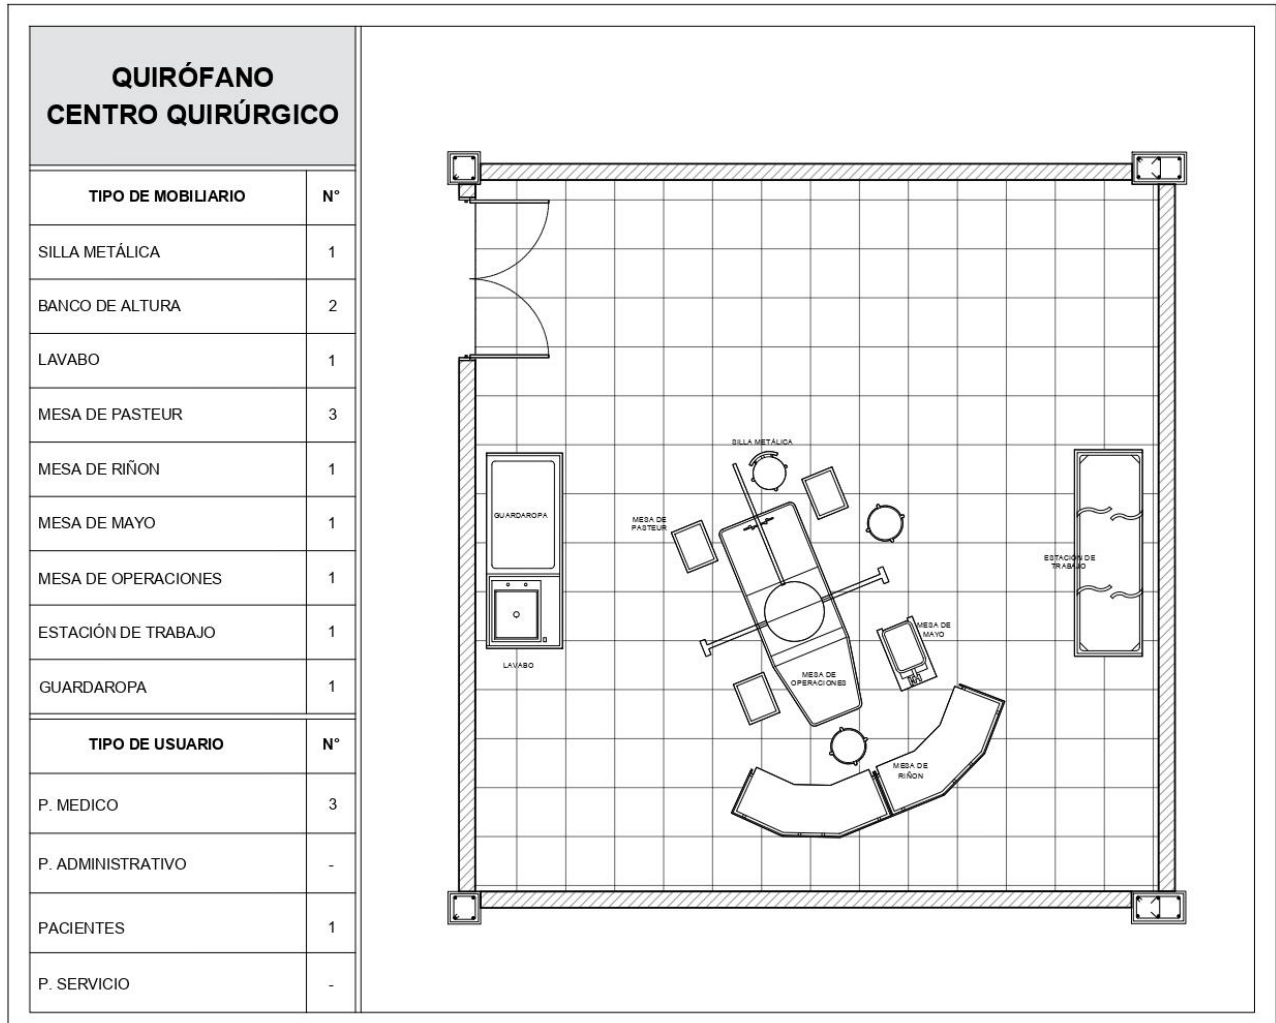 QUIRÓFANO
CENTRO QUIRÚRGICO
TIPO DE MOBILIARIO N°
SILLA METÁLICA 1
BANCO DE ALTURA 2
LAVABO 1
MESA DE PASTEUR 3
MESA DE RIÑON 1
MESA DE MAYO 1
MESA DE OPERACIONES 1
ESTACIÓN DE TRABAJO 1
GUARDAROPA 1
TIPO DE USUARIO N°
P. MEDICO 3
P. ADMINISTRATIVO -
PACIENTES 1
P. SERVICIO -
SILLA METÁLICA
MESA DE
PASTEUR
GUARDAROPA
ESTACIÓN DE
TRABAJO
MESA DE
MAYO
LAVABO
MESA DE
OPERACIONES
MESA DE
RIÑON